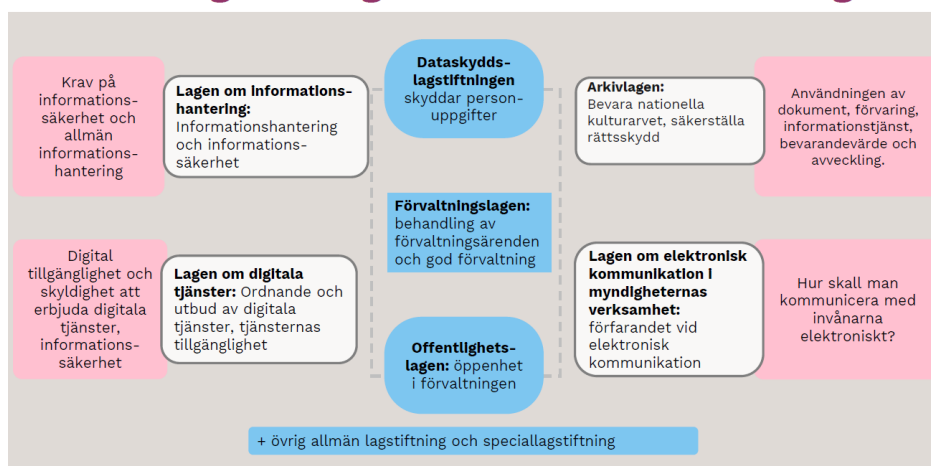 Krav på
informations-
säkerhet och
allmän
informations-
hantering
Lagen om informations-
hantering:
Informationshantering
och informations-
säkerhet
Dataskydds-
lagstiftningen
skyddar person-
uppgifter
Arkivlagen:
Bevara nationella
kulturarvet, säkerställa
rättsskydd
Användningen av
dokument, förvaring,
informationstjänst,
bevarandevärde och
avveckling.
Förvaltningslagen:
behandling av
förvaltningsärenden
och god förvaltning
Digital
tillgänglighet och
skyldighet att
erbjuda digitala
tjänster,
informations-
säkerhet
Lagen om digitala
tjänster: Ordnande och
utbud av digitala
tjänster, tjänsternas
tillgänglighet
Offentlighets-
lagen: öppenhet
i förvaltningen
Lagen om elektronisk
kommunikation i
myndigheternas
verksamhet:
förfarandet vid
elektronisk
kommunikation
Hur skall man
kommunicera med
invånarna
elektroniskt?
+ övrig allmän lagstiftning och speciallagstiftning